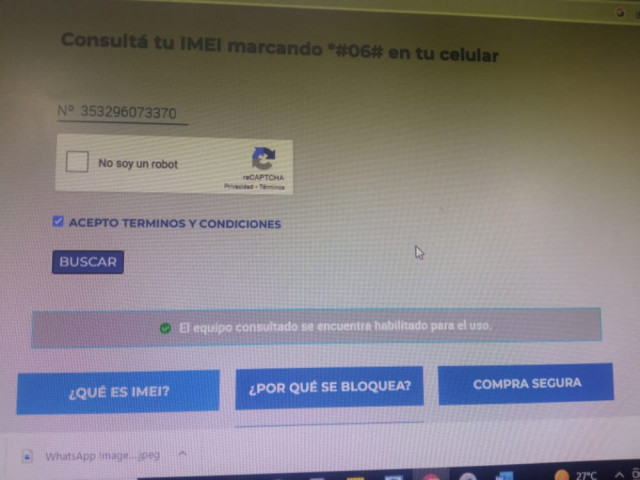 Consultá tu IMEI marcando *#06# en tu celular
Nº 353296073370
No soy un robot
reCAPTCHA
Privacidad - Términos
ACEPTO TERMINOS Y CONDICIONES
BUSCAR
El equipo consultado se encuentra habilitado para el uso.
¿QUÉ ES IMEI?
¿POR QUÉ SE BLOQUEA?
COMPRA SEGURA
WhatsApp Image....jpeg
27°C